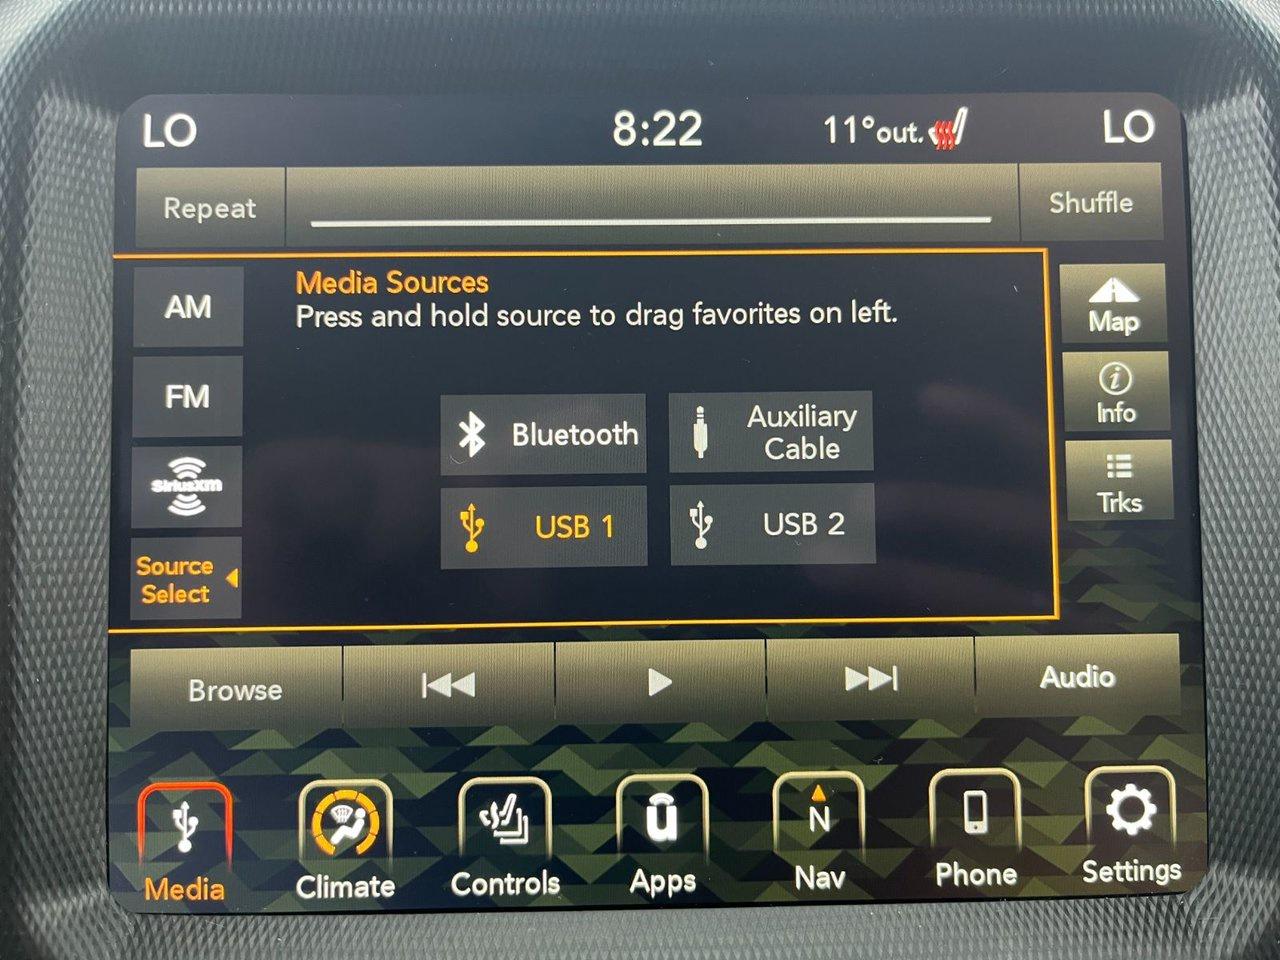 LO 8:22 11°out. LO
Repeat Shuffle
Media Sources
Press and hold source to drag favorites on left.
AM
FM
SiriusXM
Source
Select
Bluetooth
Auxiliary
Cable
USB 1
USB 2
Map
i
Info
Trks
Browse Audio
u
N
Media Climate Controls Apps Nav Phone Settings